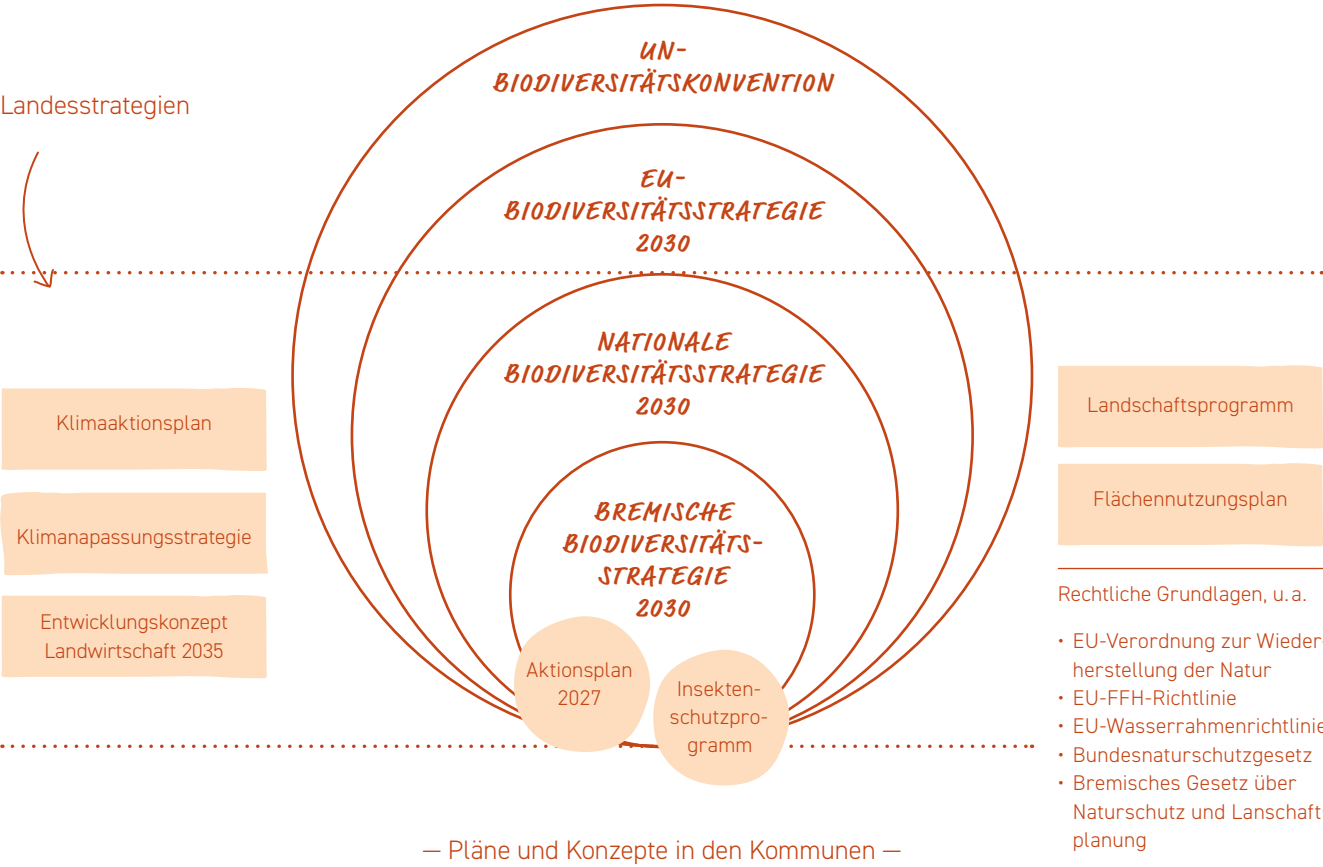 UN-
BIODIVERSITÄTSKONVENTION
Landesstrategien
EU-
BIODIVERSITÄTSSTRATEGIE
2030
NATIONALE
BIODIVERSITÄTSSTRATEGIE
2030
BREMISCHE
BIODIVERSITÄTS-
STRATEGIE
2030
Aktionsplan
2027
Insekten-
schutzpro-
gramm
Klimaaktionsplan
Klimanapassungsstrategie
Entwicklungskonzept
Landwirtschaft 2035
Landschaftsprogramm
Flächennutzungsplan
Rechtliche Grundlagen, u. a.
• EU-Verordnung zur Wieder
herstellung der Natur
• EU-FFH-Richtlinie
• EU-Wasserrahmenrichtlinie
• Bundesnaturschutzgesetz
• Bremisches Gesetz über
Naturschutz und Lanschaft
planung
— Pläne und Konzepte in den Kommunen —